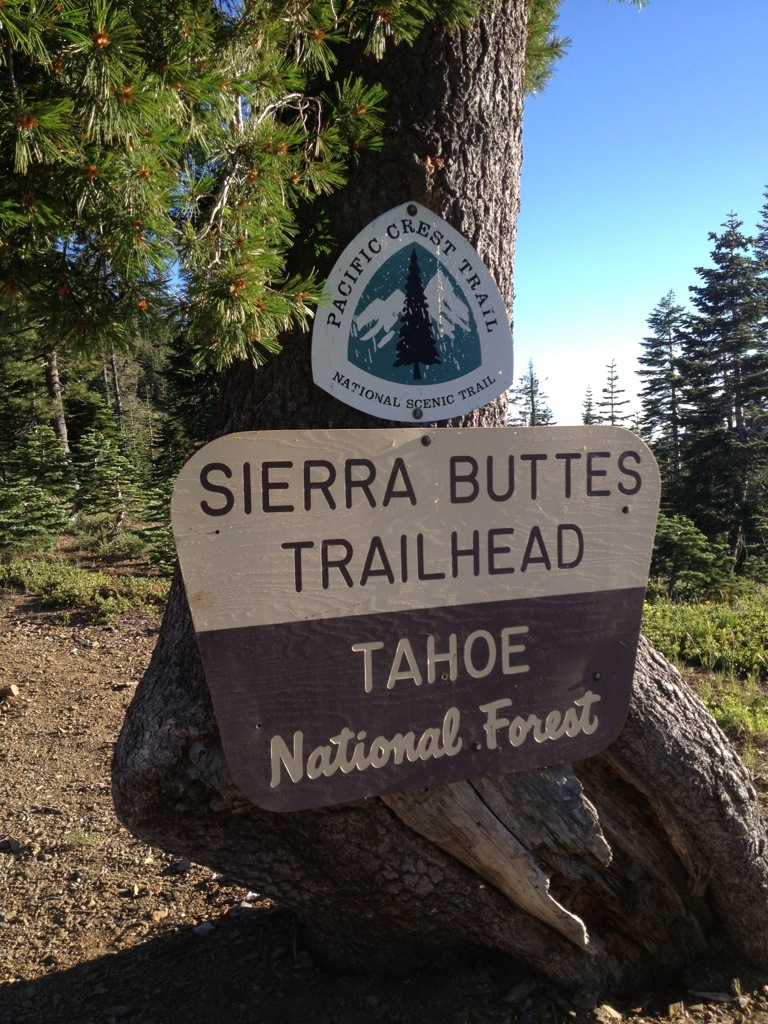 PACIFIC CREST TRAIL
NATIONAL SCENIC TRAIL
SIERRA BUTTES
TRAILHEAD
TAHOE
National Forest